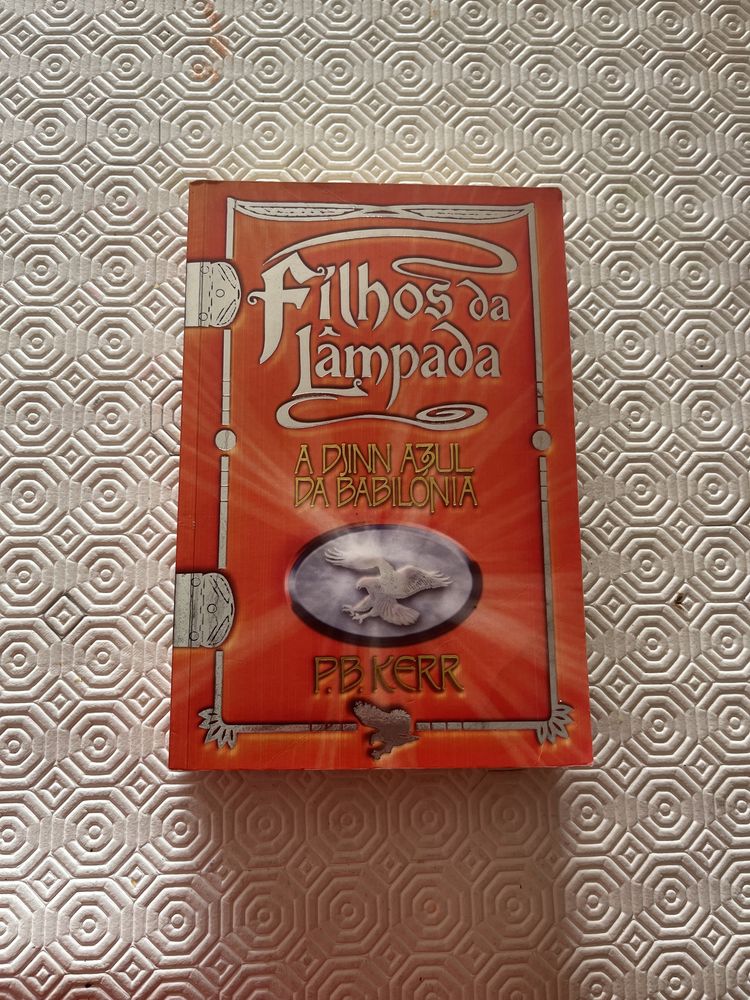 Filhos da
Lâmpada
A DJINN AZUL
DA BABILÓNIA
P.B. KERR